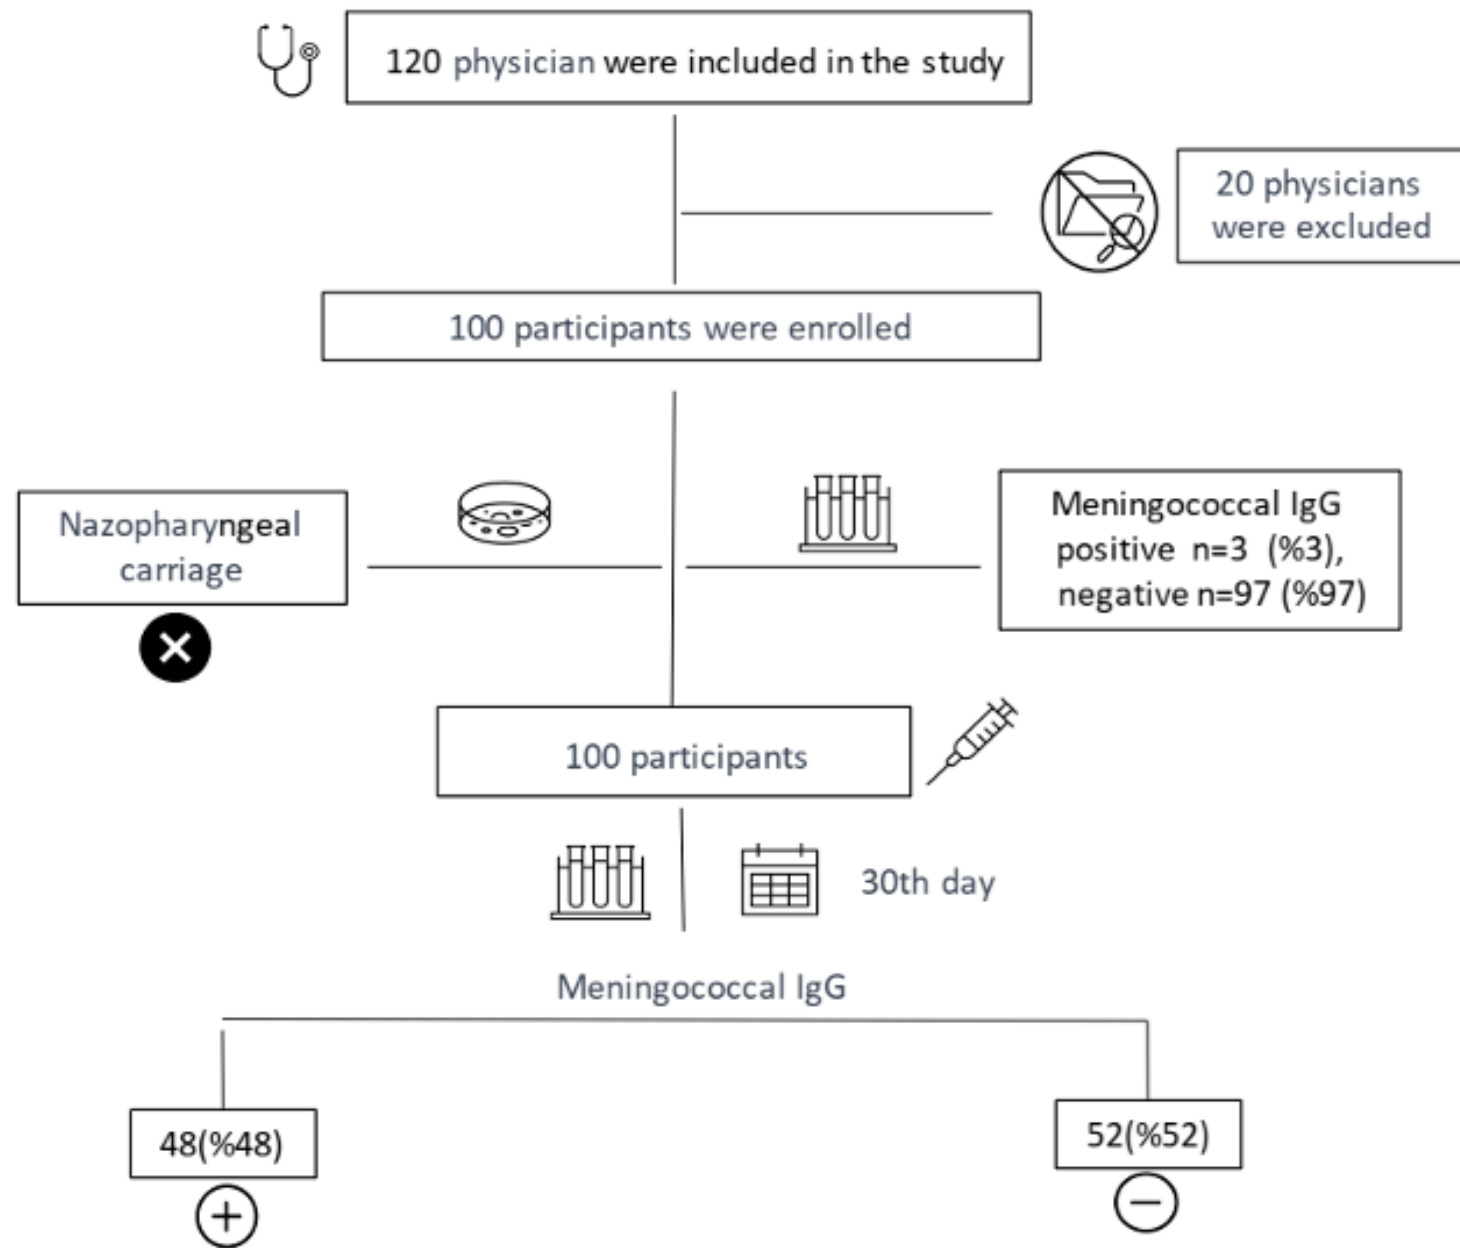 120 physician were included in the study
20 physicians
were excluded
100 participants were enrolled
Nazopharyngeal
carriage
Meningococcal IgG
positive n=3 (%3),
negative n=97 (%97)
100 participants
30th day
Meningococcal IgG
48(%48)
52(%52)